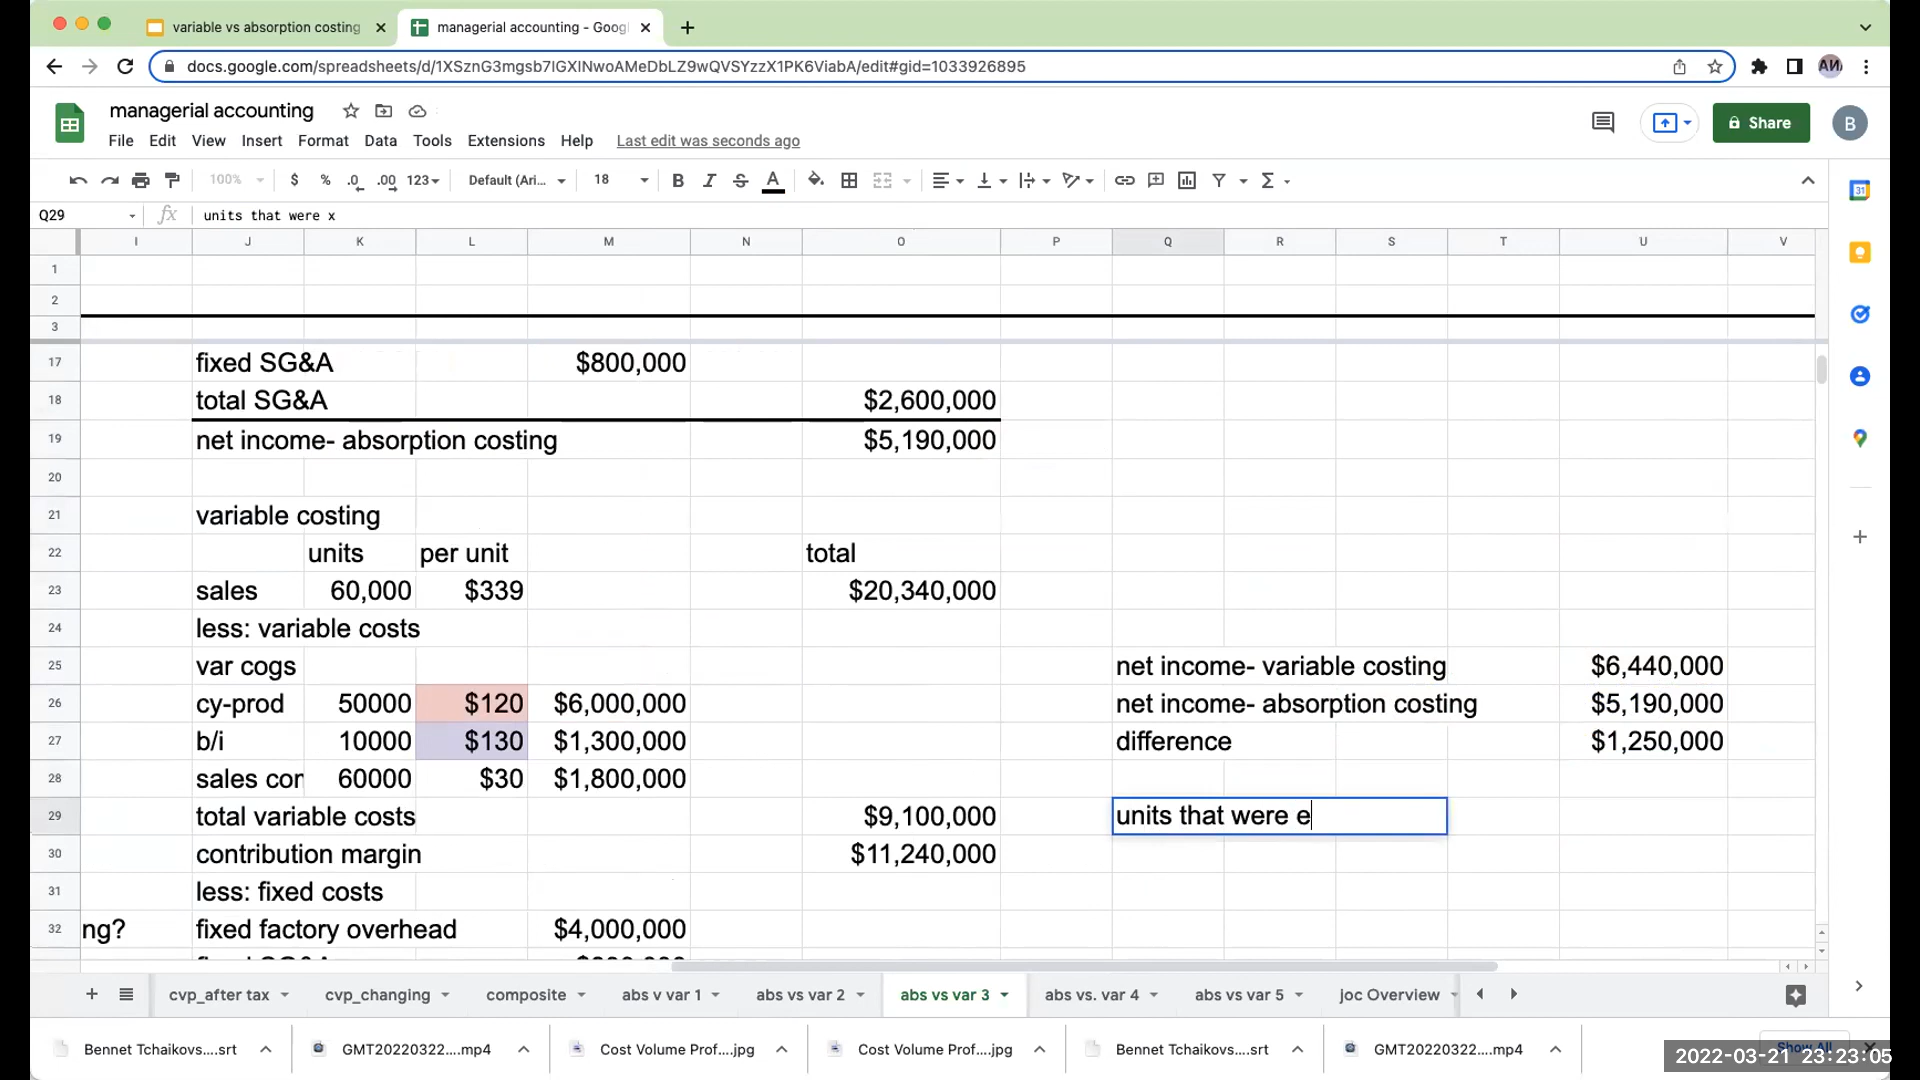 variable vs absorption costing
managerial accounting - Goog
docs.google.com/spreadsheets/d/1XSznG3mgsb7lGXlNwoAMeDbLZ9wQVSYzzX1PK6ViabA/edit#gid=1033926895
managerial accounting
File Edit View Insert Format Data Tools Extensions Help Last edit was seconds ago
Share
B
100% $ % .0 .00 123 Default (Ari... 18 B I S A
Q29 fx units that were x
I J K L M N O P Q R S T U V
1
2
3
17 fixed SG&A $800,000
18 total SG&A $2,600,000
19 net income- absorption costing $5,190,000
20
21 variable costing
22 units per unit total
23 sales 60,000 $339 $20,340,000
24 less: variable costs
25 var cogs net income- variable costing $6,440,000
26 cy-prod 50000 $120 $6,000,000 net income- absorption costing $5,190,000
27 b/i 10000 $130 $1,300,000 difference $1,250,000
28 sales con 60000 $30 $1,800,000
29 total variable costs $9,100,000 units that were e
30 contribution margin $11,240,000
31 less: fixed costs
32 ng? fixed factory overhead $4,000,000
cvp_after tax cvp_changing composite abs v var 1 abs vs var 2 abs vs var 3 abs vs. var 4 abs vs var 5 joc Overview
Bennet Tchaikovs....srt GMT20220322....mp4 Cost Volume Prof....jpg Cost Volume Prof....jpg Bennet Tchaikovs....srt GMT20220322....mp4 Show All
2022-03-21 23:23:05